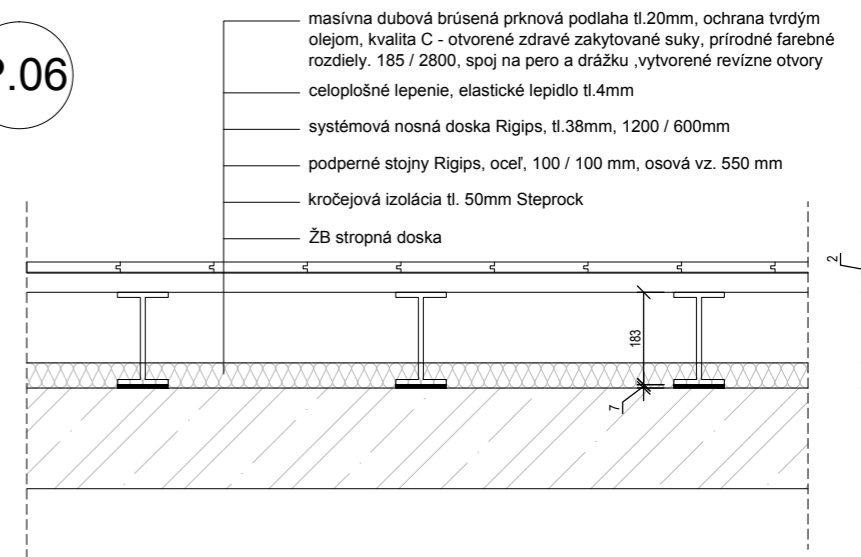 P.06
masívna dubová brúsená prknová podlaha tl.20mm, ochrana tvrdým
olejom, kvalita C - otvorené zdravé zakytované suky, prírodné farebné
rozdiely. 185 / 2800, spoj na pero a drážku ,vytvorené revízne otvory
celoplošné lepenie, elastické lepidlo tl.4mm
systémová nosná doska Rigips, tl.38mm, 1200 / 600mm
podperné stojny Rigips, oceľ, 100 / 100 mm, osová vz. 550 mm
kročejová izolácia tl. 50mm Steprock
ŽB stropná doska
2
183
7